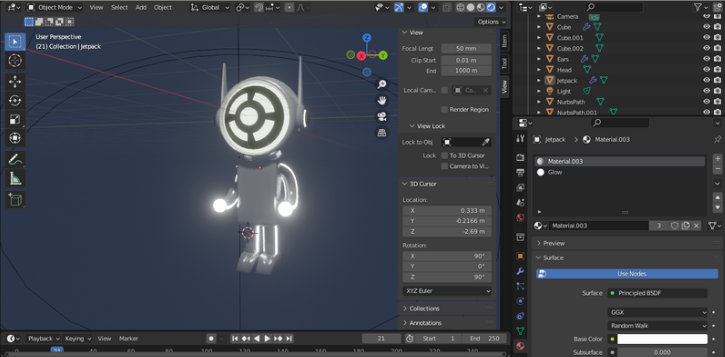 Object Mode View Select Add Object Global
Options
User Perspective
(21) Collection | Jetpack
X
Y
Z
View
Focal Lengt 50 mm
Clip Start 0.01 m
End 1000 m
Local Cam...
Render Region
View Lock
Lock to Obj
Lock To 3D Cursor
Camera to Vi...
3D Cursor
Location:
X 0.333 m
Y -0.2166 m
Z -2.69 m
Rotation:
X 90°
Y 0°
Z 90°
XYZ Euler
Collections
Annotations
Item
Tool
View
Playback Keying View Marker
21 Start 1 End 250
Camera
Cube
Cube.001
Cube.002
Ears
Head
Jetpack
Light
NurbsPath
NurbsPath.001
Jetpack Material.003
Material.003
Glow
Material.003 3
Preview
Surface
Use Nodes
Surface Principled BSDF
GGX
Random Walk
Base Color
Subsurface 0.000